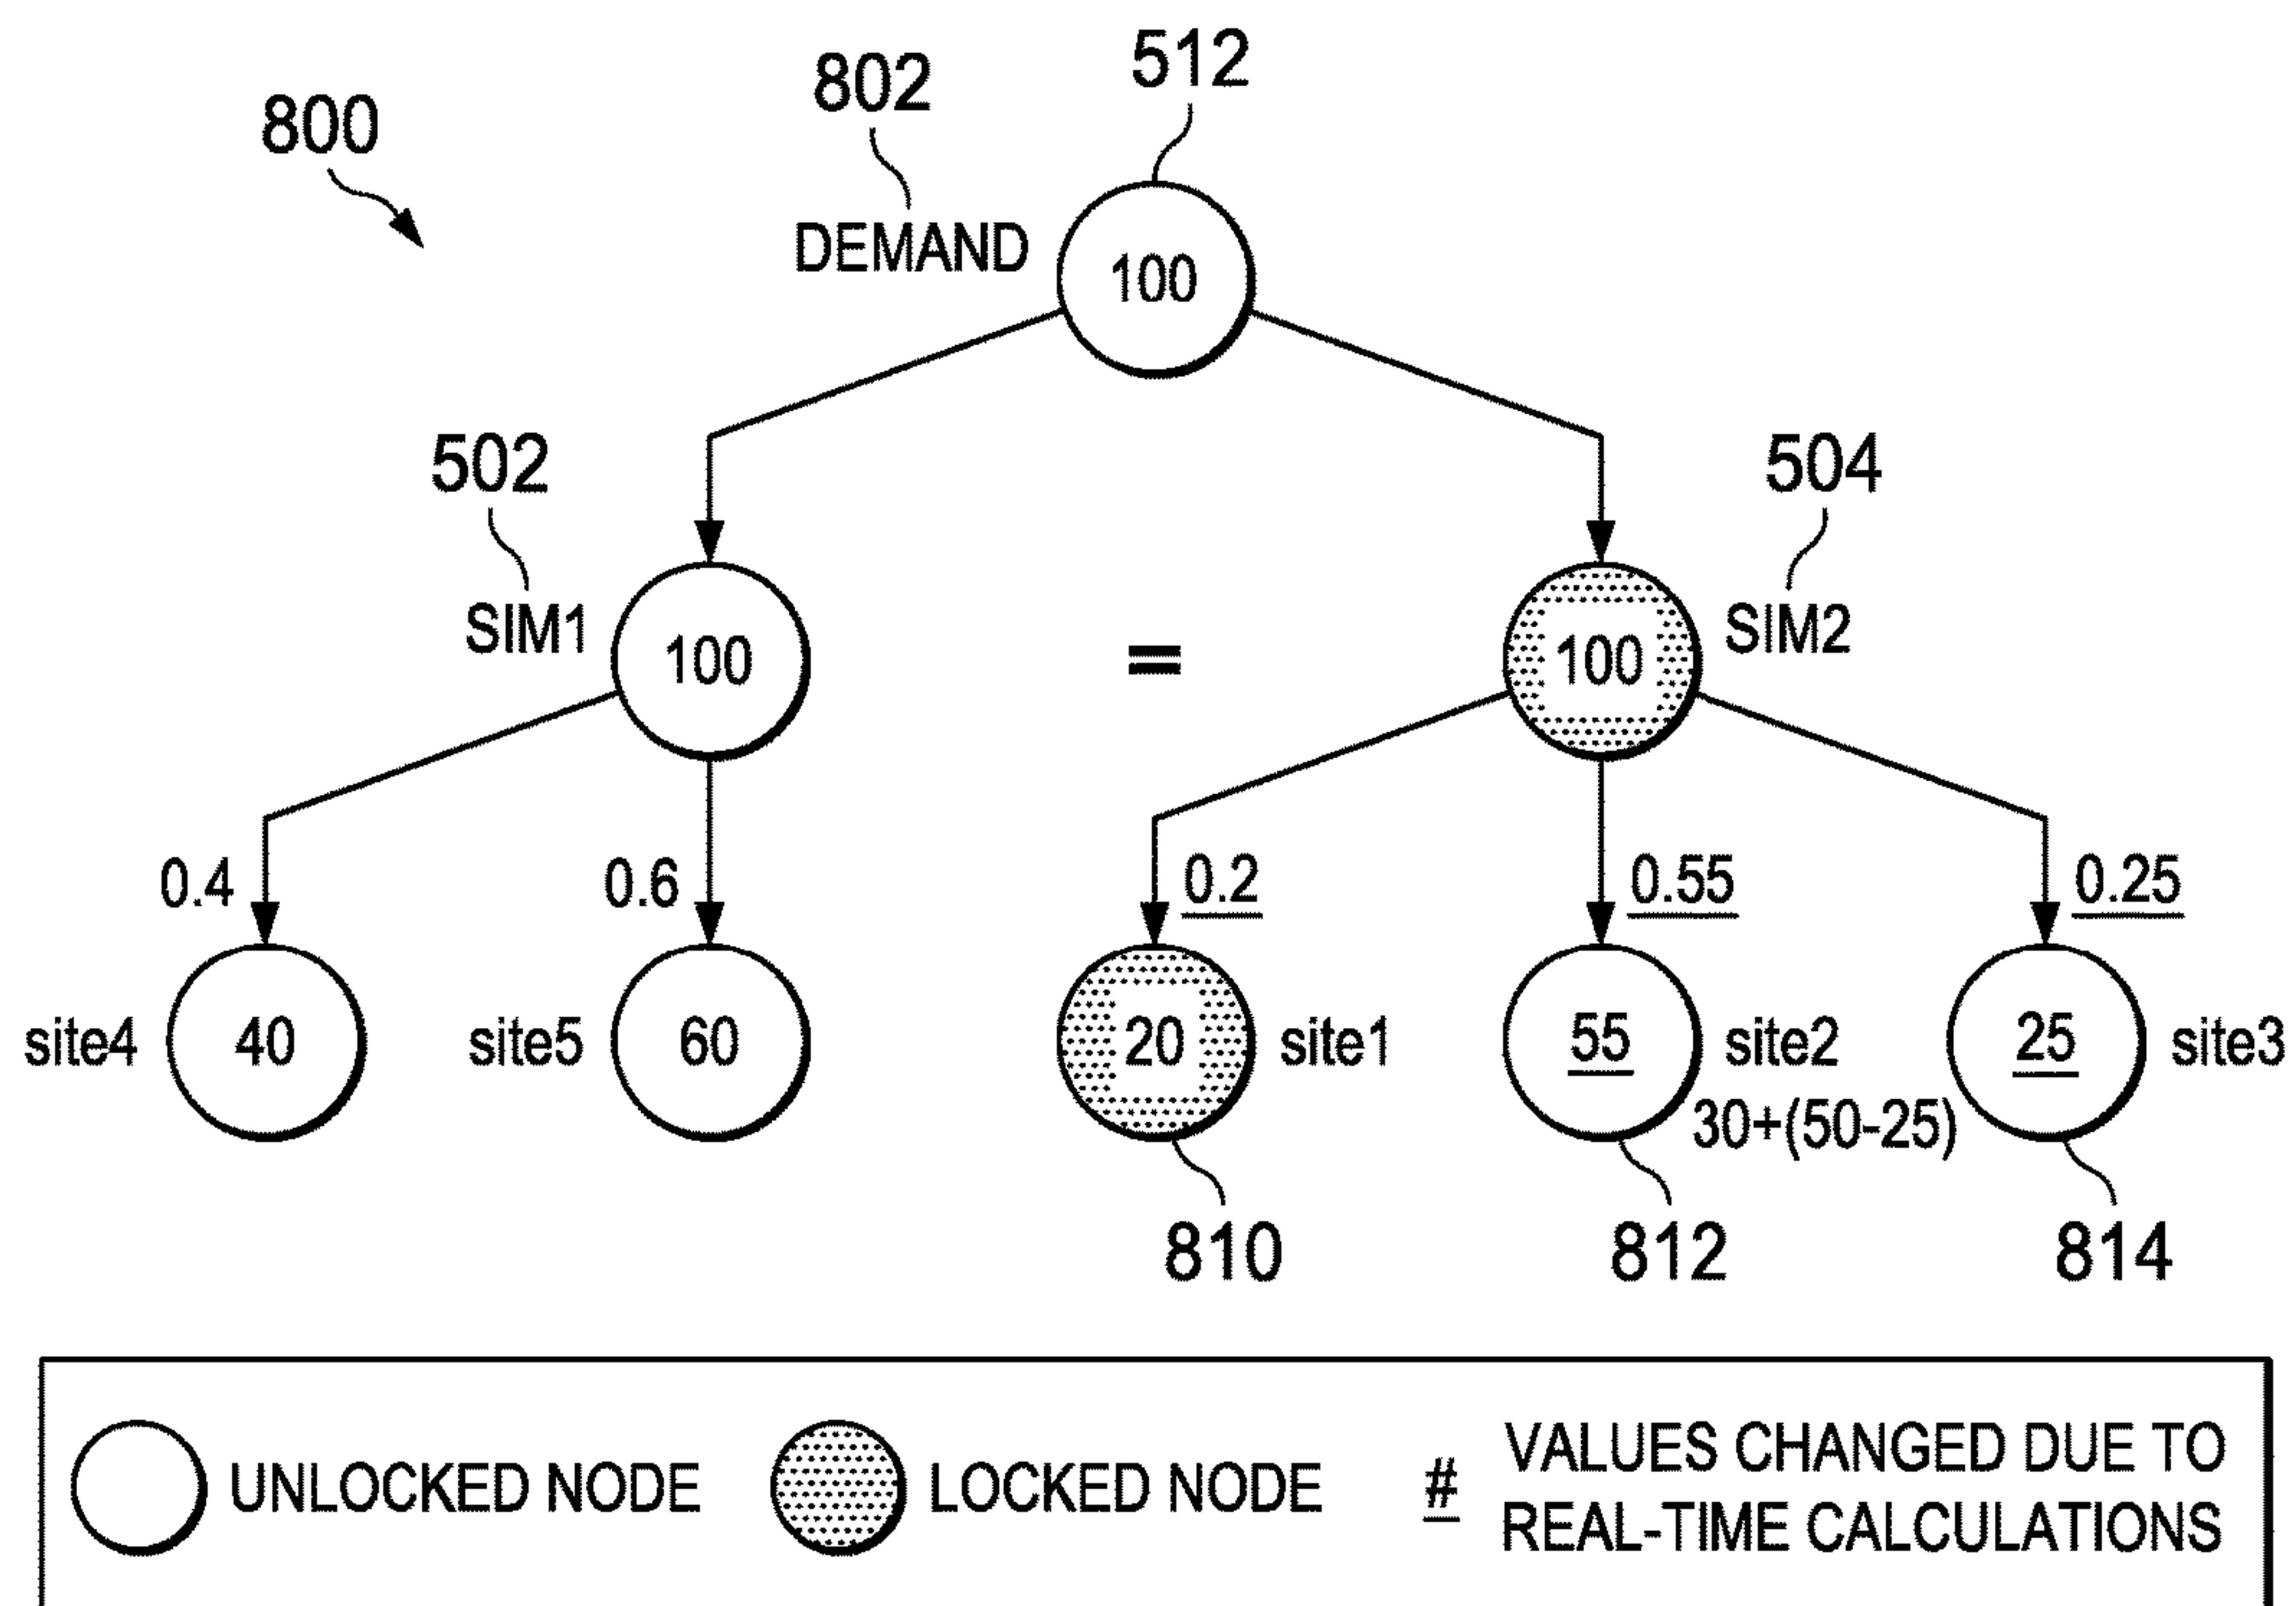 800
802
512
DEMAND
100
502
504
SIM1
100
=
100
SIM2
0.4
0.6
0.2
0.55
0.25
site4
40
site5
60
20
site1
55
site2
25
site3
30+(50-25)
810
812
814
UNLOCKED NODE
LOCKED NODE
#
VALUES CHANGED DUE TO
REAL-TIME CALCULATIONS